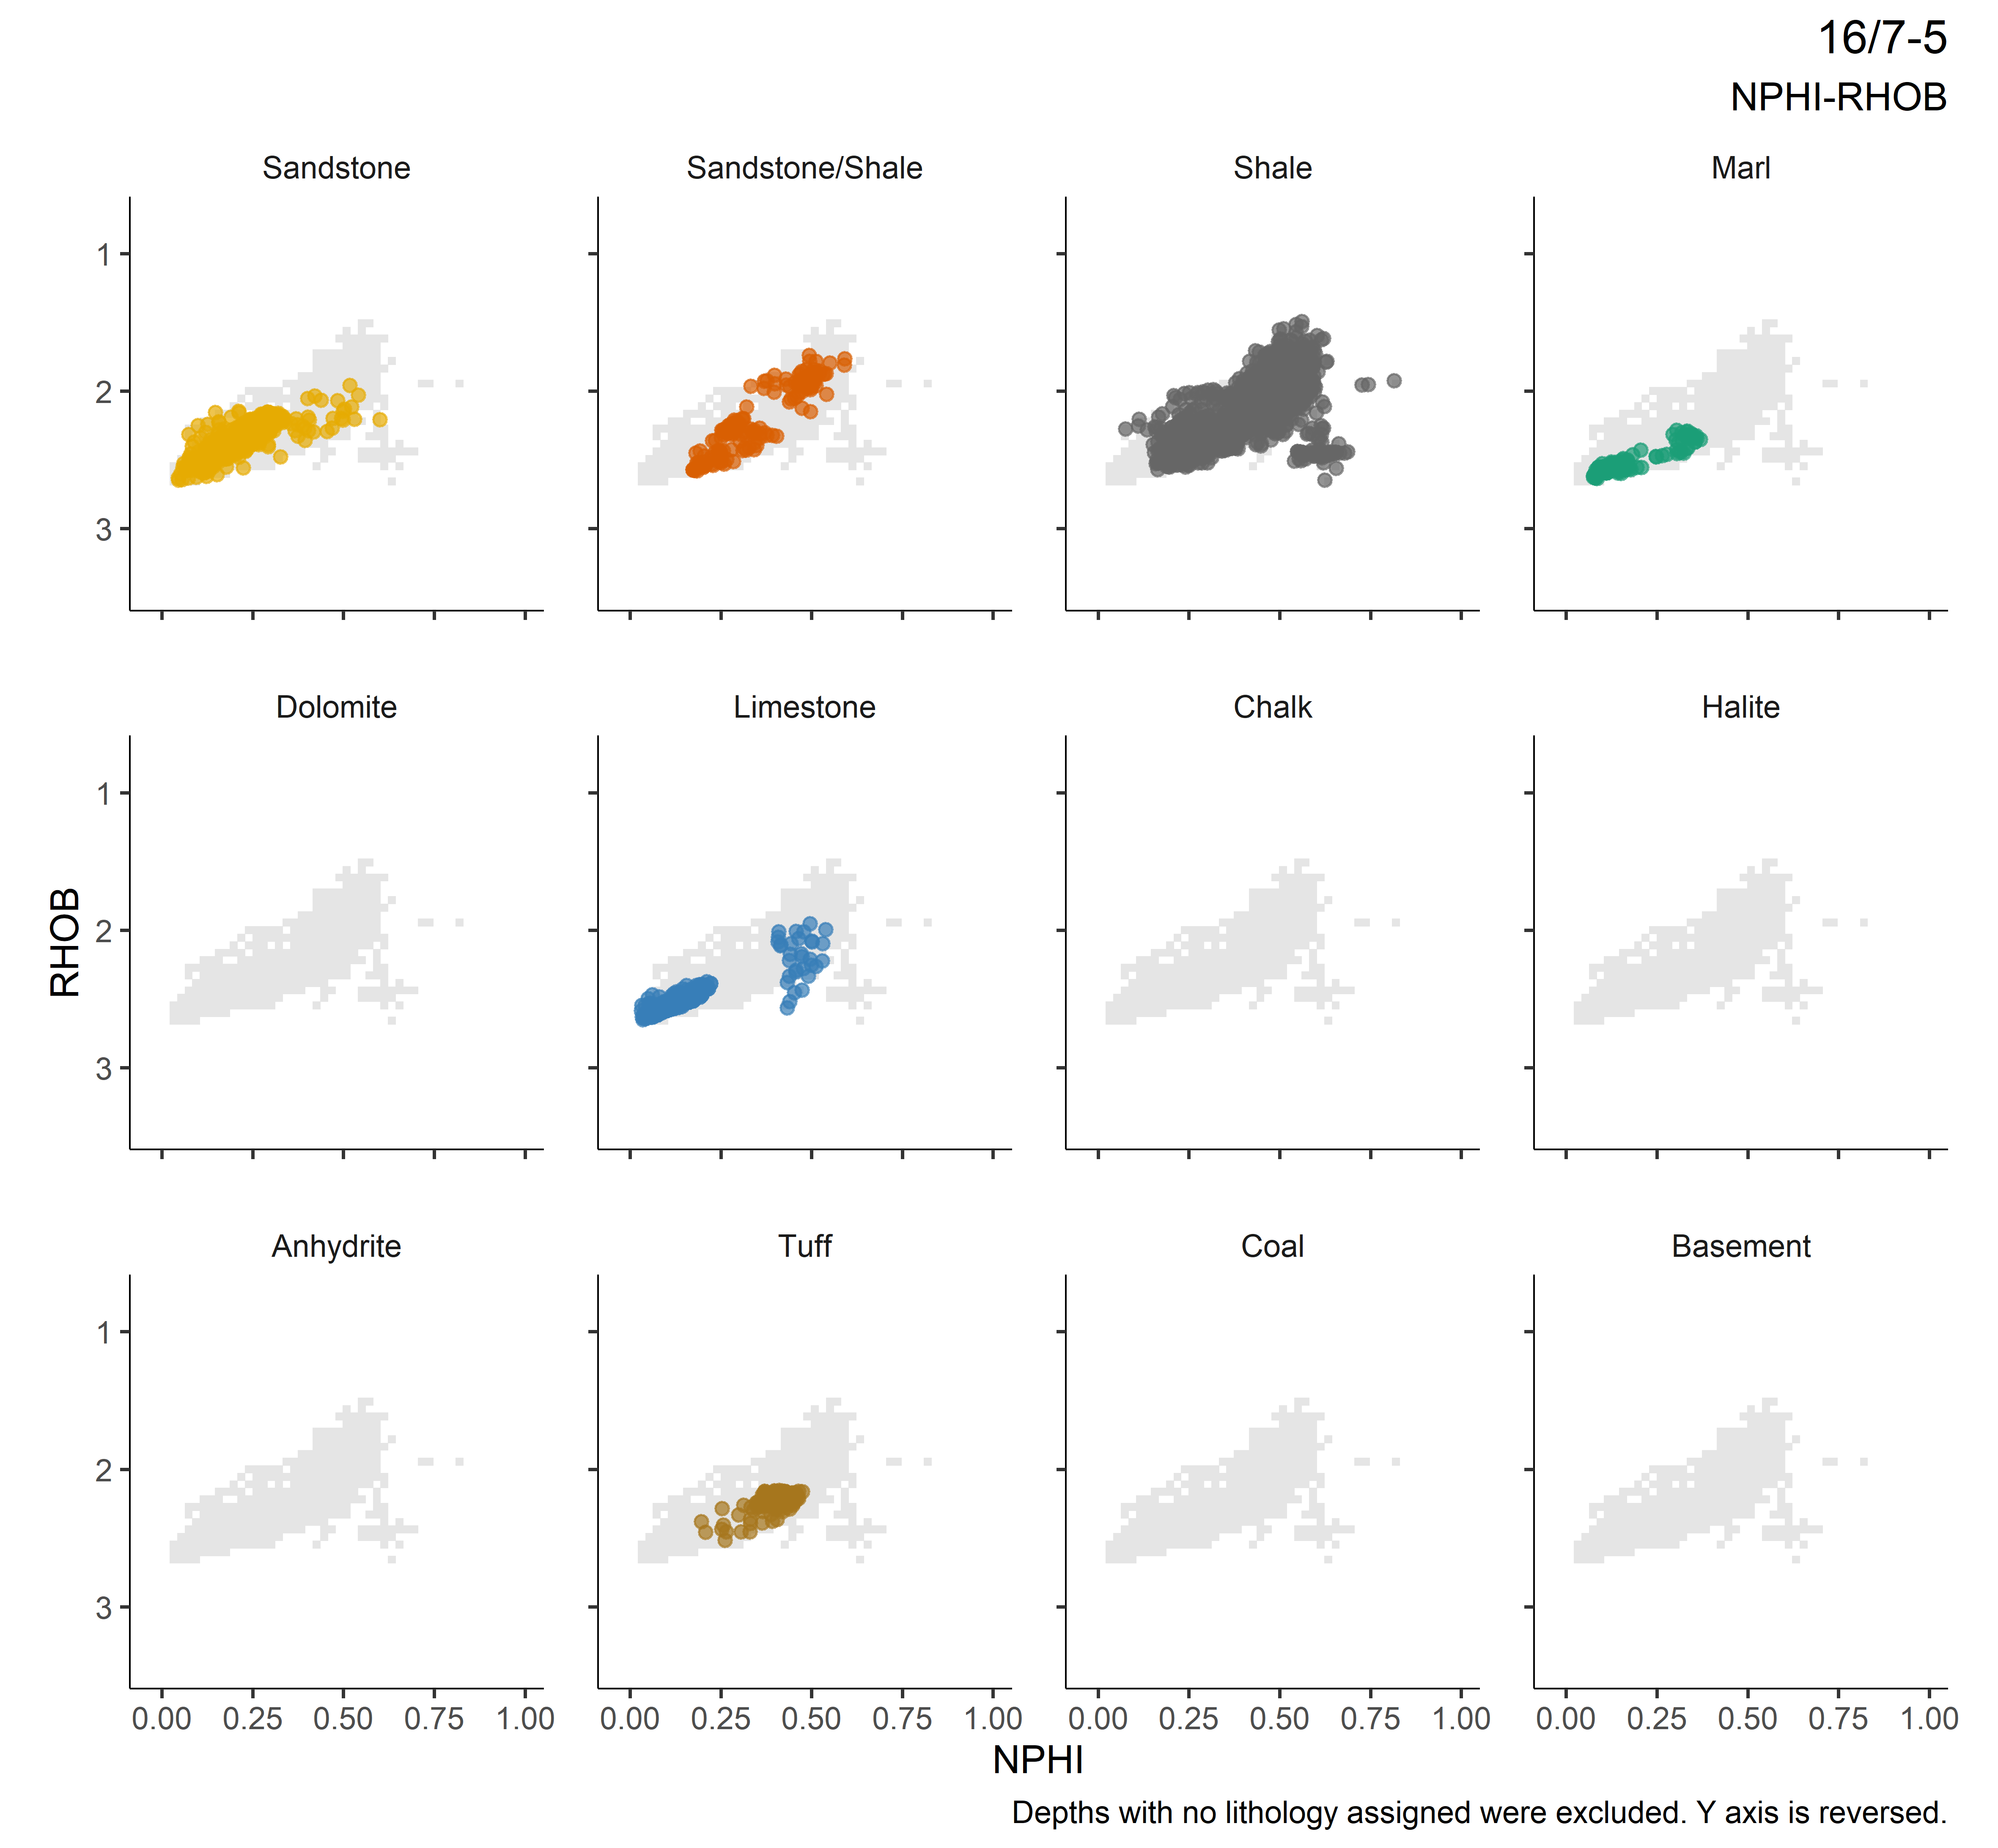 16/7-5
NPHI-RHOB
Sandstone Sandstone/Shale Shale Marl
1
2
3
Dolomite Limestone Chalk Halite
1
2
3
RHOB
Anhydrite Tuff Coal Basement
1
2
3
0.00 0.25 0.50 0.75 1.00 0.00 0.25 0.50 0.75 1.00 0.00 0.25 0.50 0.75 1.00 0.00 0.25 0.50 0.75 1.00
NPHI
Depths with no lithology assigned were excluded. Y axis is reversed.